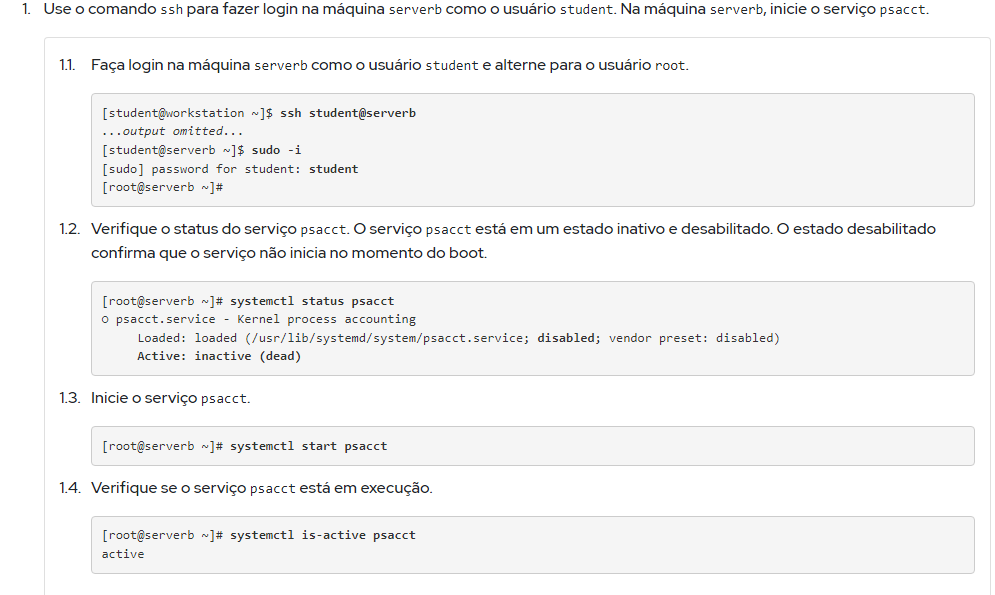 1. Use o comando ssh para fazer login na máquina serverb como o usuário student. Na máquina serverb, inicie o serviço psacct.
1.1. Faça login na máquina serverb como o usuário student e alterne para o usuário root.
[student@workstation ~]$ ssh student@serverb
...output omitted...
[student@serverb ~]$ sudo -i
[sudo] password for student: student
[root@serverb ~]#
1.2. Verifique o status do serviço psacct. O serviço psacct está em um estado inativo e desabilitado. O estado desabilitado
confirma que o serviço não inicia no momento do boot.
[root@serverb ~]# systemctl status psacct
○ psacct.service - Kernel process accounting
Loaded: loaded (/usr/lib/systemd/system/psacct.service; disabled; vendor preset: disabled)
Active: inactive (dead)
1.3. Inicie o serviço psacct.
[root@serverb ~]# systemctl start psacct
1.4. Verifique se o serviço psacct está em execução.
[root@serverb ~]# systemctl is-active psacct
active